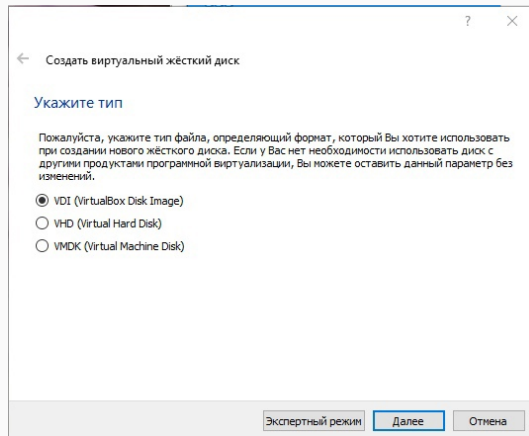 Создать виртуальный жёсткий диск
Укажите тип
Пожалуйста, укажите тип файла, определяющий формат, который Вы хотите использовать
при создании нового жёсткого диска. Если у Вас нет необходимости использовать диск с
другими продуктами программной виртуализации, Вы можете оставить данный параметр без
изменений.
VDI (VirtualBox Disk Image)
VHD (Virtual Hard Disk)
VMDK (Virtual Machine Disk)
Экспертный режим Далее Отмена